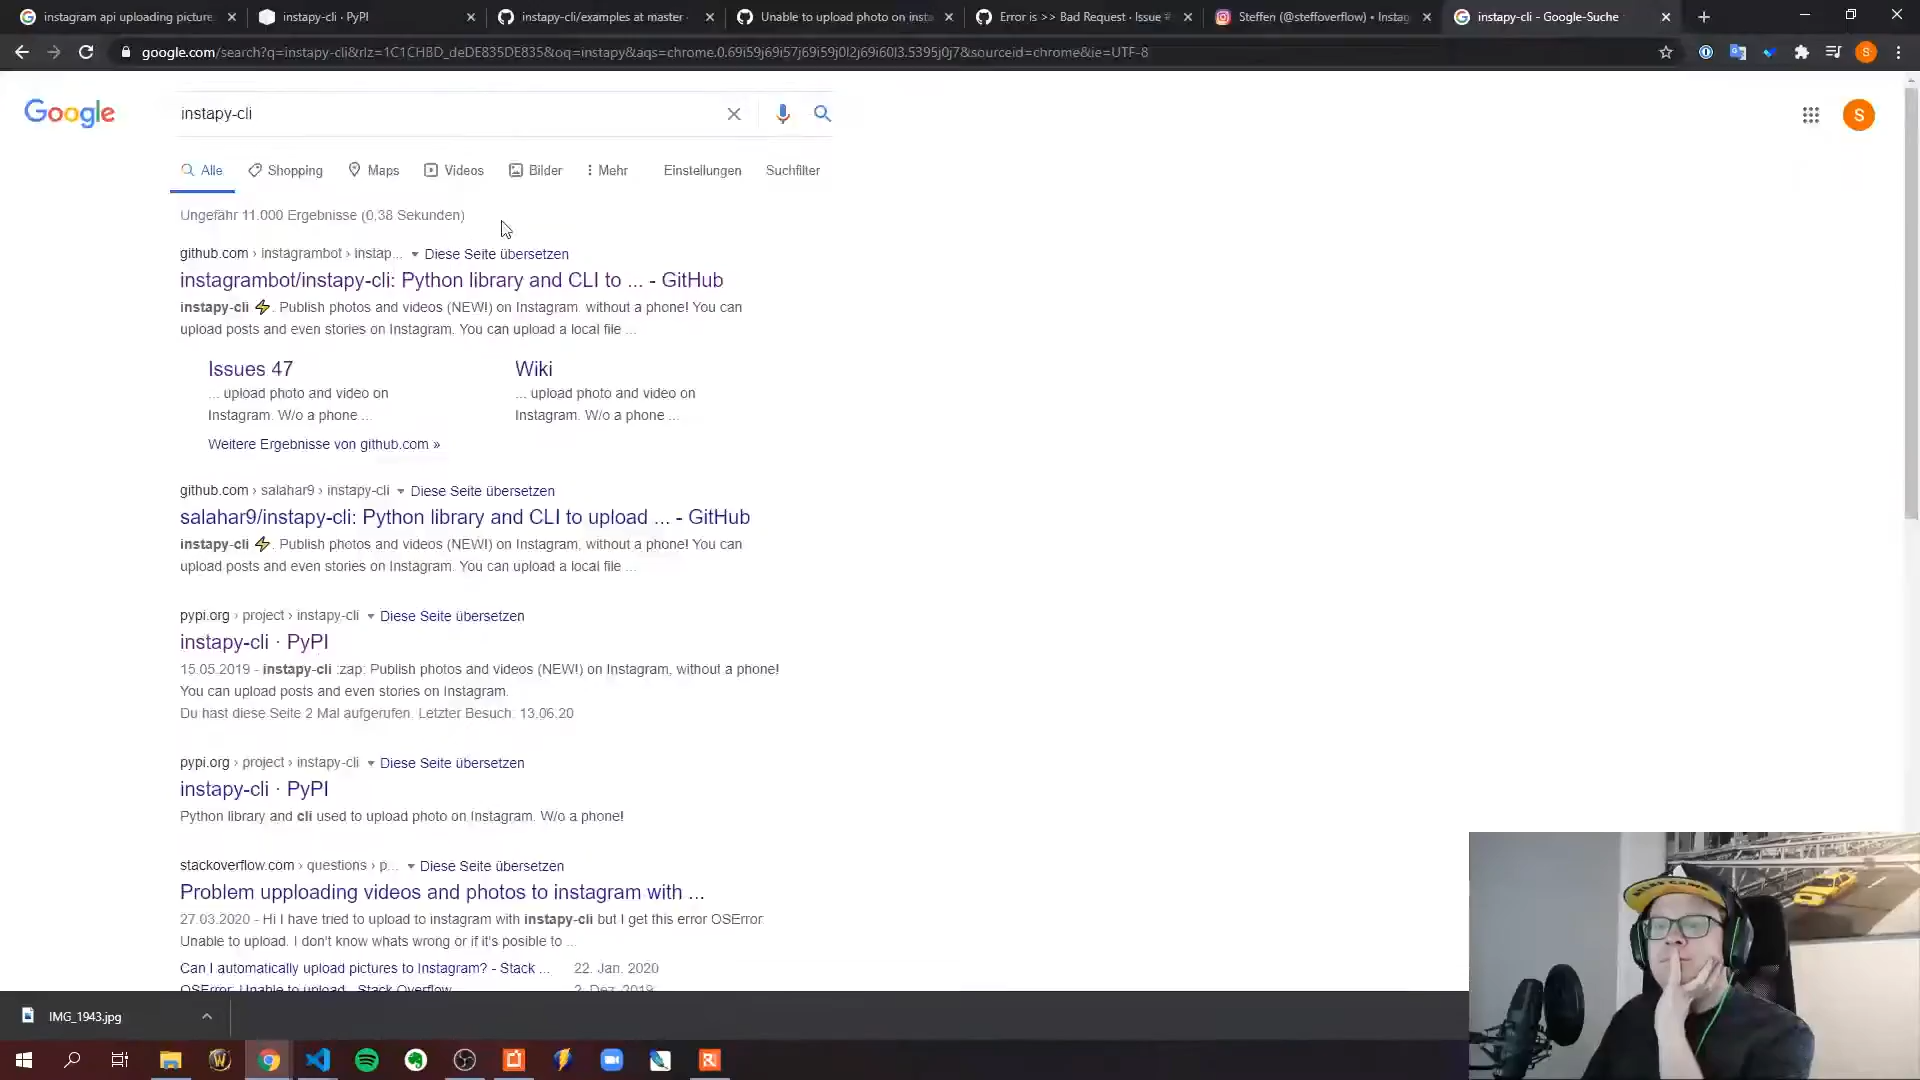 instagram api uploading picture
instapy-cli · PyPI
instapy-cli/examples at master ·
Unable to upload photo on insta
Error is >> Bad Request · Issue #
Steffen (@steffoverflow) • Instag
instapy-cli - Google-Suche
google.com/search?q=instapy-cli&rlz=1C1CHBD_deDE835DE835&oq=instapy&aqs=chrome.0.69i59j69i57j69i59j0l2j69i60l3.5395j0j7&sourceid=chrome&ie=UTF-8
S
Google
instapy-cli
S
Alle Shopping Maps Videos Bilder Mehr Einstellungen Suchfilter
Ungefähr 11.000 Ergebnisse (0,38 Sekunden)
github.com › instagrambot › instap... Diese Seite übersetzen
instagrambot/instapy-cli: Python library and CLI to ... - GitHub
instapy-cli ⚡. Publish photos and videos (NEW!) on Instagram, without a phone! You can
upload posts and even stories on Instagram. You can upload a local file ...
Issues 47
... upload photo and video on
Instagram. W/o a phone ...
Wiki
... upload photo and video on
Instagram. W/o a phone ...
Weitere Ergebnisse von github.com »
github.com › salahar9 › instapy-cli Diese Seite übersetzen
salahar9/instapy-cli: Python library and CLI to upload ... - GitHub
instapy-cli ⚡. Publish photos and videos (NEW!) on Instagram, without a phone! You can
upload posts and even stories on Instagram. You can upload a local file ...
pypi.org › project › instapy-cli Diese Seite übersetzen
instapy-cli · PyPI
15.05.2019 - instapy-cli :zap: Publish photos and videos (NEW!) on Instagram, without a phone!
You can upload posts and even stories on Instagram.
Du hast diese Seite 2 Mal aufgerufen. Letzter Besuch: 13.06.20
pypi.org › project › instapy-cli Diese Seite übersetzen
instapy-cli · PyPI
Python library and cli used to upload photo on Instagram. W/o a phone!
stackoverflow.com › questions › p... Diese Seite übersetzen
Problem upploading videos and photos to instagram with ...
27.03.2020 - Hi I have tried to upload to instagram with instapy-cli but I get this error OSError:
Unable to upload. I don't know whats wrong or if it's posible to ...
Can I automatically upload pictures to Instagram? - Stack ... 22. Jan. 2020
OSError: Unable to upload - Stack Overflow 2. Dez. 2019
IMG_1943.jpg